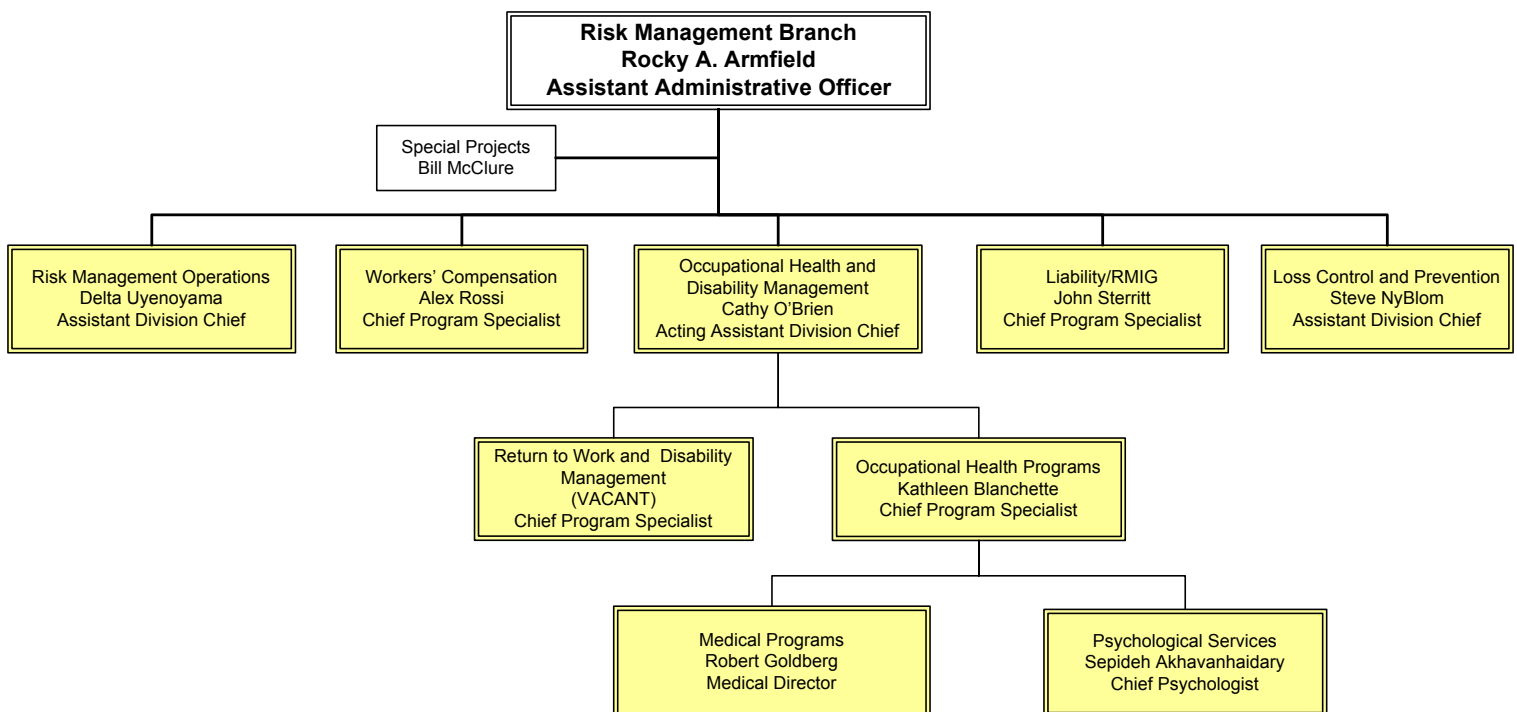 Risk Management Branch
Rocky A. Armfield
Assistant Administrative Officer
Special Projects
Bill McClure
Risk Management Operations
Delta Uyenoyama
Assistant Division Chief
Workers’ Compensation
Alex Rossi
Chief Program Specialist
Occupational Health and
Disability Management
Cathy O’Brien
Acting Assistant Division Chief
Liability/RMIG
John Sterritt
Chief Program Specialist
Loss Control and Prevention
Steve NyBlom
Assistant Division Chief
Return to Work and Disability
Management
(VACANT)
Chief Program Specialist
Occupational Health Programs
Kathleen Blanchette
Chief Program Specialist
Medical Programs
Robert Goldberg
Medical Director
Psychological Services
Sepideh Akhavanhaidary
Chief Psychologist